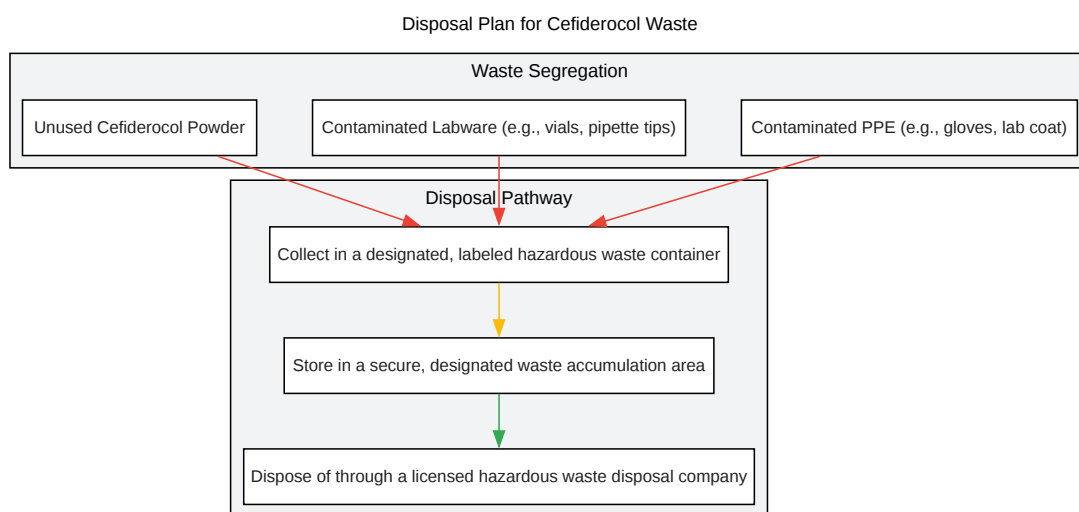 Disposal Plan for Cefiderocol Waste
Waste Segregation
Unused Cefiderocol Powder
Contaminated Labware (e.g., vials, pipette tips)
Contaminated PPE (e.g., gloves, lab coat)
Disposal Pathway
Collect in a designated, labeled hazardous waste container
Store in a secure, designated waste accumulation area
Dispose of through a licensed hazardous waste disposal company